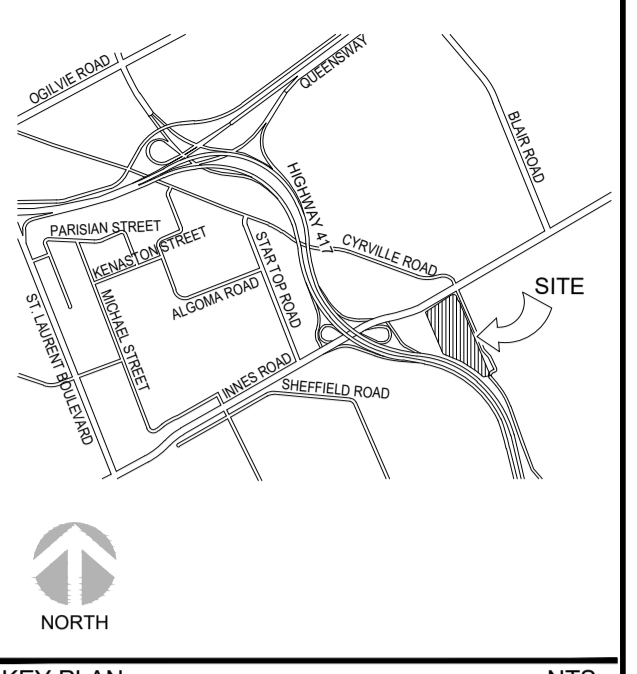 OGILVIE ROAD
QUEENSWAY
BLAIR ROAD
HIGHWAY 417
PARISIAN STREET
KENASTON STREET
STAR TOP ROAD
CYRVILLE ROAD
SITE
ALGOMA ROAD
MICHAEL STREET
ST. LAURENT BOULEVARD
INNES ROAD
SHEFFIELD ROAD
NORTH
KEY PLAN
NTS